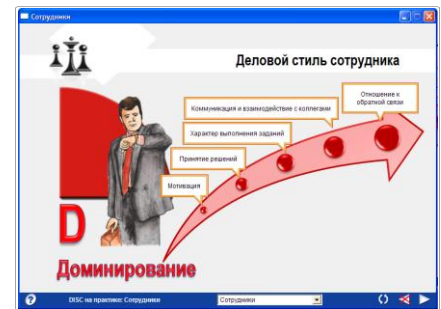 Сотрудники
Деловой стиль сотрудника
Отношение к
обратной связи
Коммуникация и взаимодействие с коллегами
Характер выполнения заданий
Принятие решений
Мотивация
D
Доминирование
?
DISC на практике: Сотрудники
Сотрудники